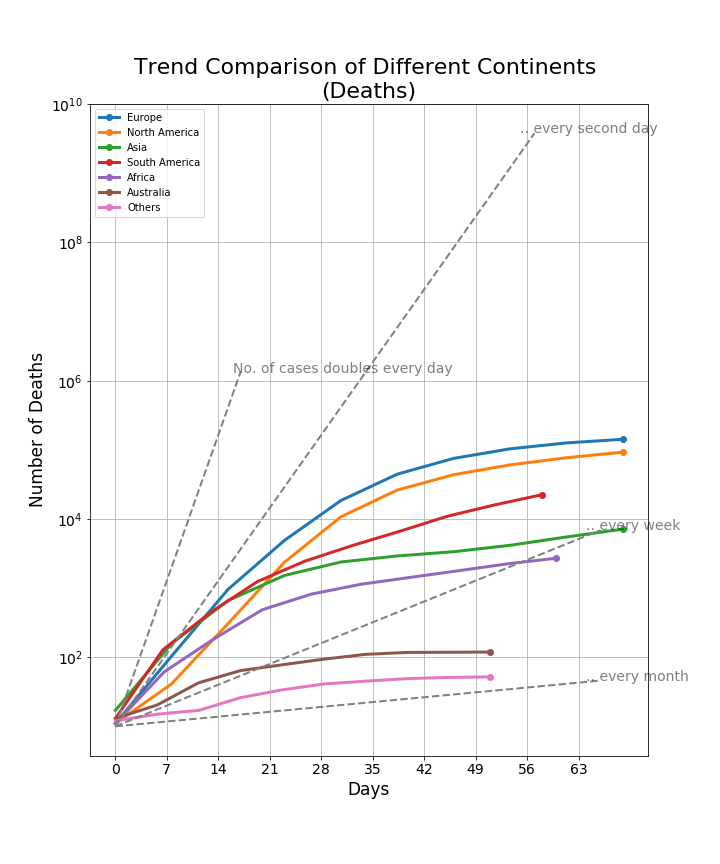 Trend Comparison of Different Continents
(Deaths)
Number of Deaths
10^10
10^8
10^6
10^4
10^2
Europe
North America
Asia
South America
Africa
Australia
Others
.. every second day
No. of cases doubles every day
.. every week
.. every month
0 7 14 21 28 35 42 49 56 63
Days